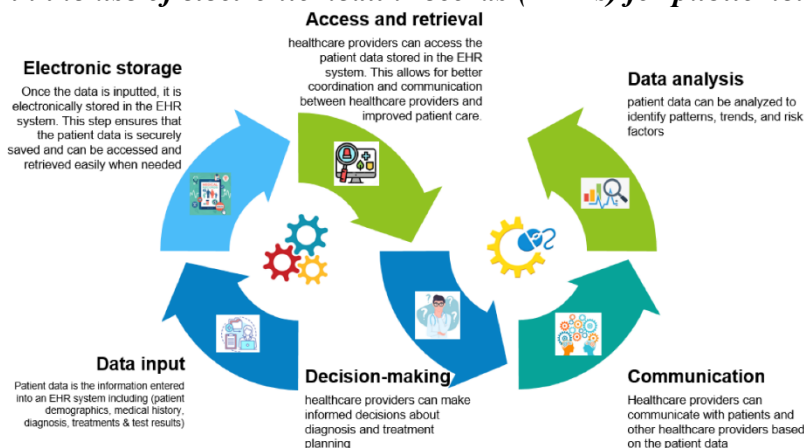 use of for
Access and retrieval
healthcare providers can access the
patient data stored in the EHR
system. This allows for better
coordination and communication
between healthcare providers and
improved patient care.
Electronic storage
Once the data is inputted, it is
electronically stored in the EHR
system. This step ensures that
the patient data is securely
saved and can be accessed and
retrieved easily when needed
Data analysis
patient data can be analyzed to
identify patterns, trends, and risk
factors
Data input
Patient data is the information entered
into an EHR system including (patient
demographics, medical history,
diagnosis, treatments & test results)
Decision-making
healthcare providers can make
informed decisions about
diagnosis and treatment
planning
Communication
Healthcare providers can
communicate with patients and
other healthcare providers based
on the patient data